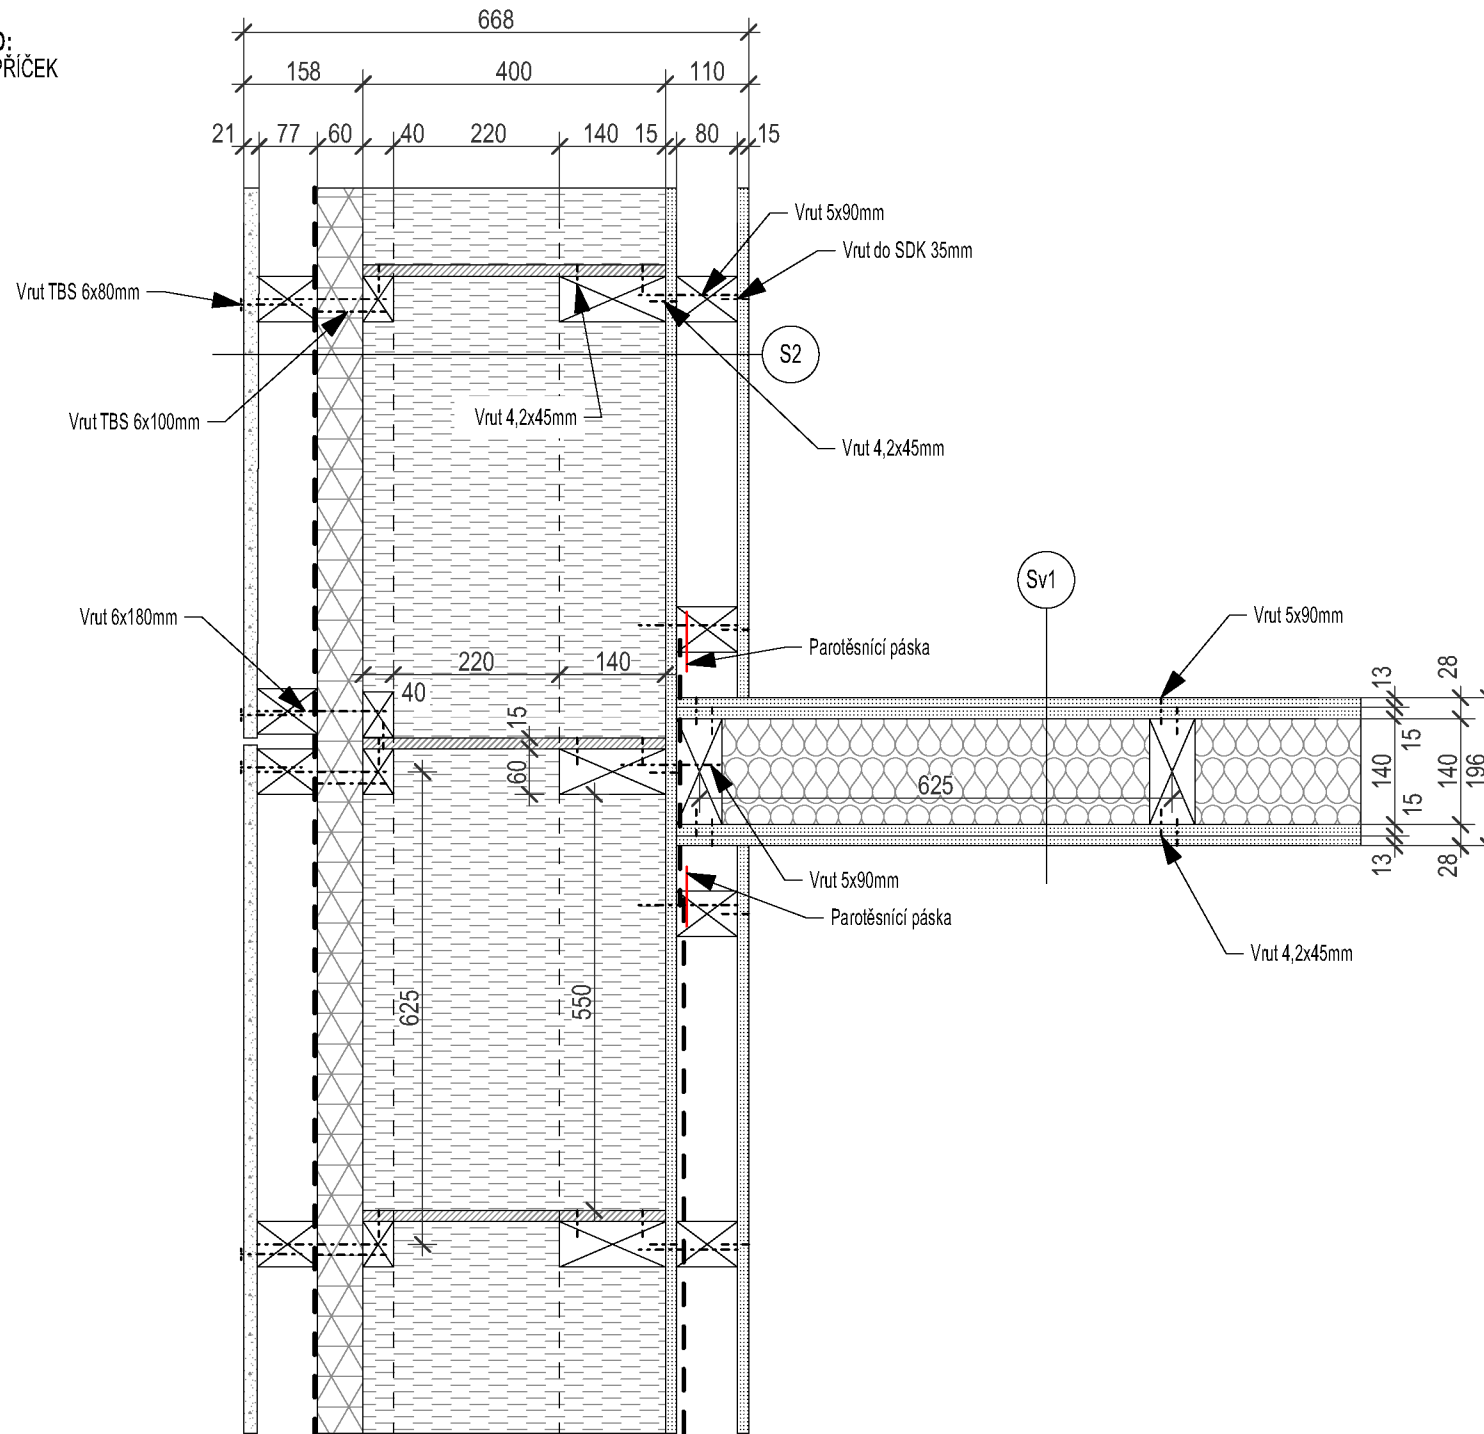 668
PŘÍČEK
158 400 110
21 77 60 40 220 140 15 80 15
Vrut 5x90mm
Vrut do SDK 35mm
Vrut TBS 6x80mm
S2
Vrut TBS 6x100mm
Vrut 4,2x45mm
Vrut 4,2x45mm
Sv1
Vrut 6x180mm
Vrut 5x90mm
Parotěsnící páska
220 140
40
15
60
13 28
15
140 140 196
15
13 28
625
Vrut 5x90mm
Parotěsnící páska
Vrut 4,2x45mm
625
550